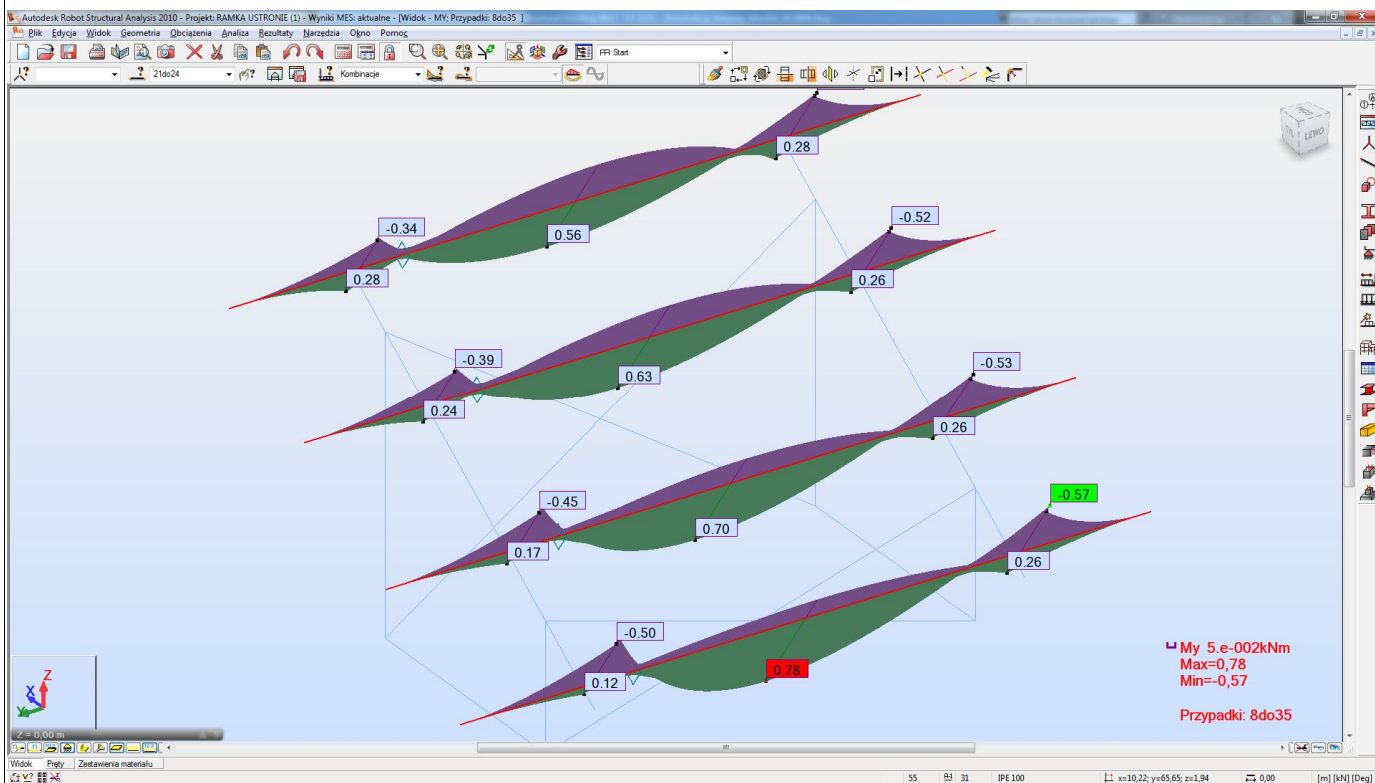 Autodesk Robot Structural Analysis 2010 - Projekt: RAMKA USTRONIE (1) - Wyniki MES: aktualne - [Widok - MY; Przypadki: 8do35 ]
Plik Edycja Widok Geometria Obciążenia Analiza Rezultaty Narzędzia Okno Pomoc
Start
21do24 Kombinacje
LEWO
0.28
-0.34
0.56
-0.52
0.28
0.26
-0.39
0.63
-0.53
0.24
0.26
-0.45
0.70
-0.57
0.17
0.26
-0.50
0.78
0.12
My 5.e-002kNm
Max=0,78
Min=-0,57
Przypadki: 8do35
Z
X
Y
Z = 0,00 m
Widok Pręty Zestawienia materiału
55 31 IPE 100 x=10,22; y=65,65; z=1,94 0,00 [m] [kN] [Deg]